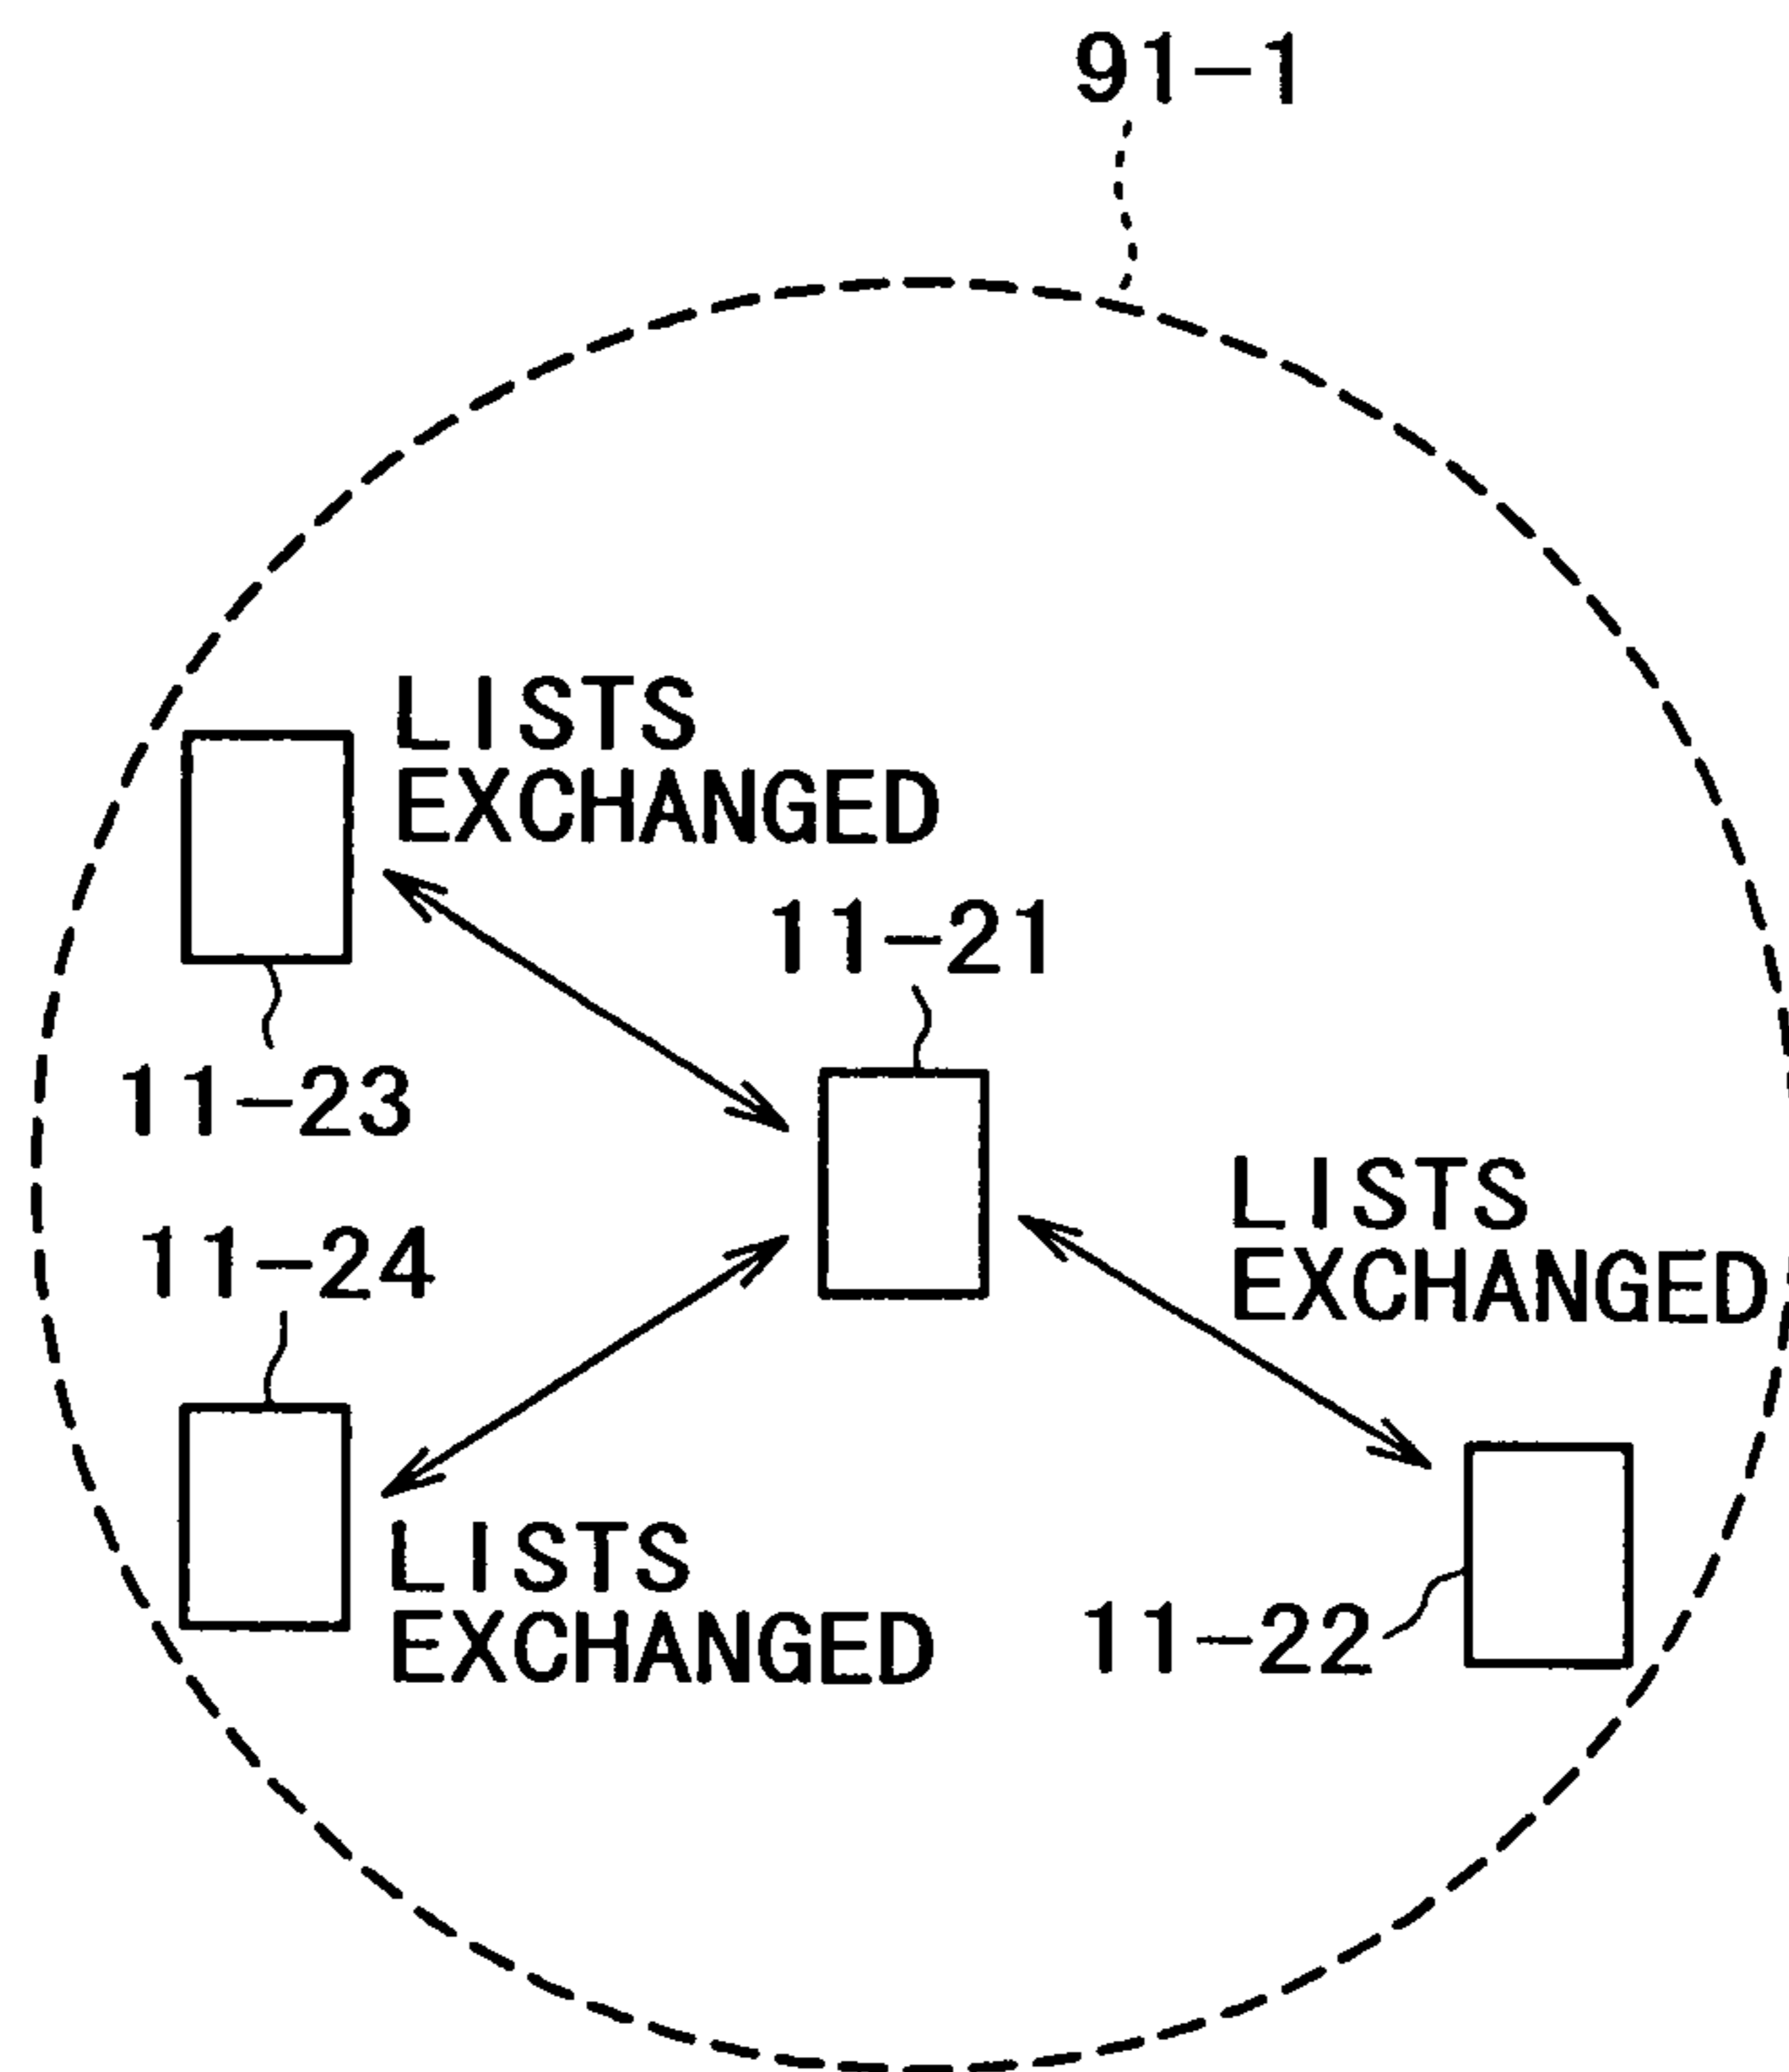 91-1
LISTS
EXCHANGED
11-21
11-23
LISTS
EXCHANGED
11-24
LISTS
EXCHANGED
11-22